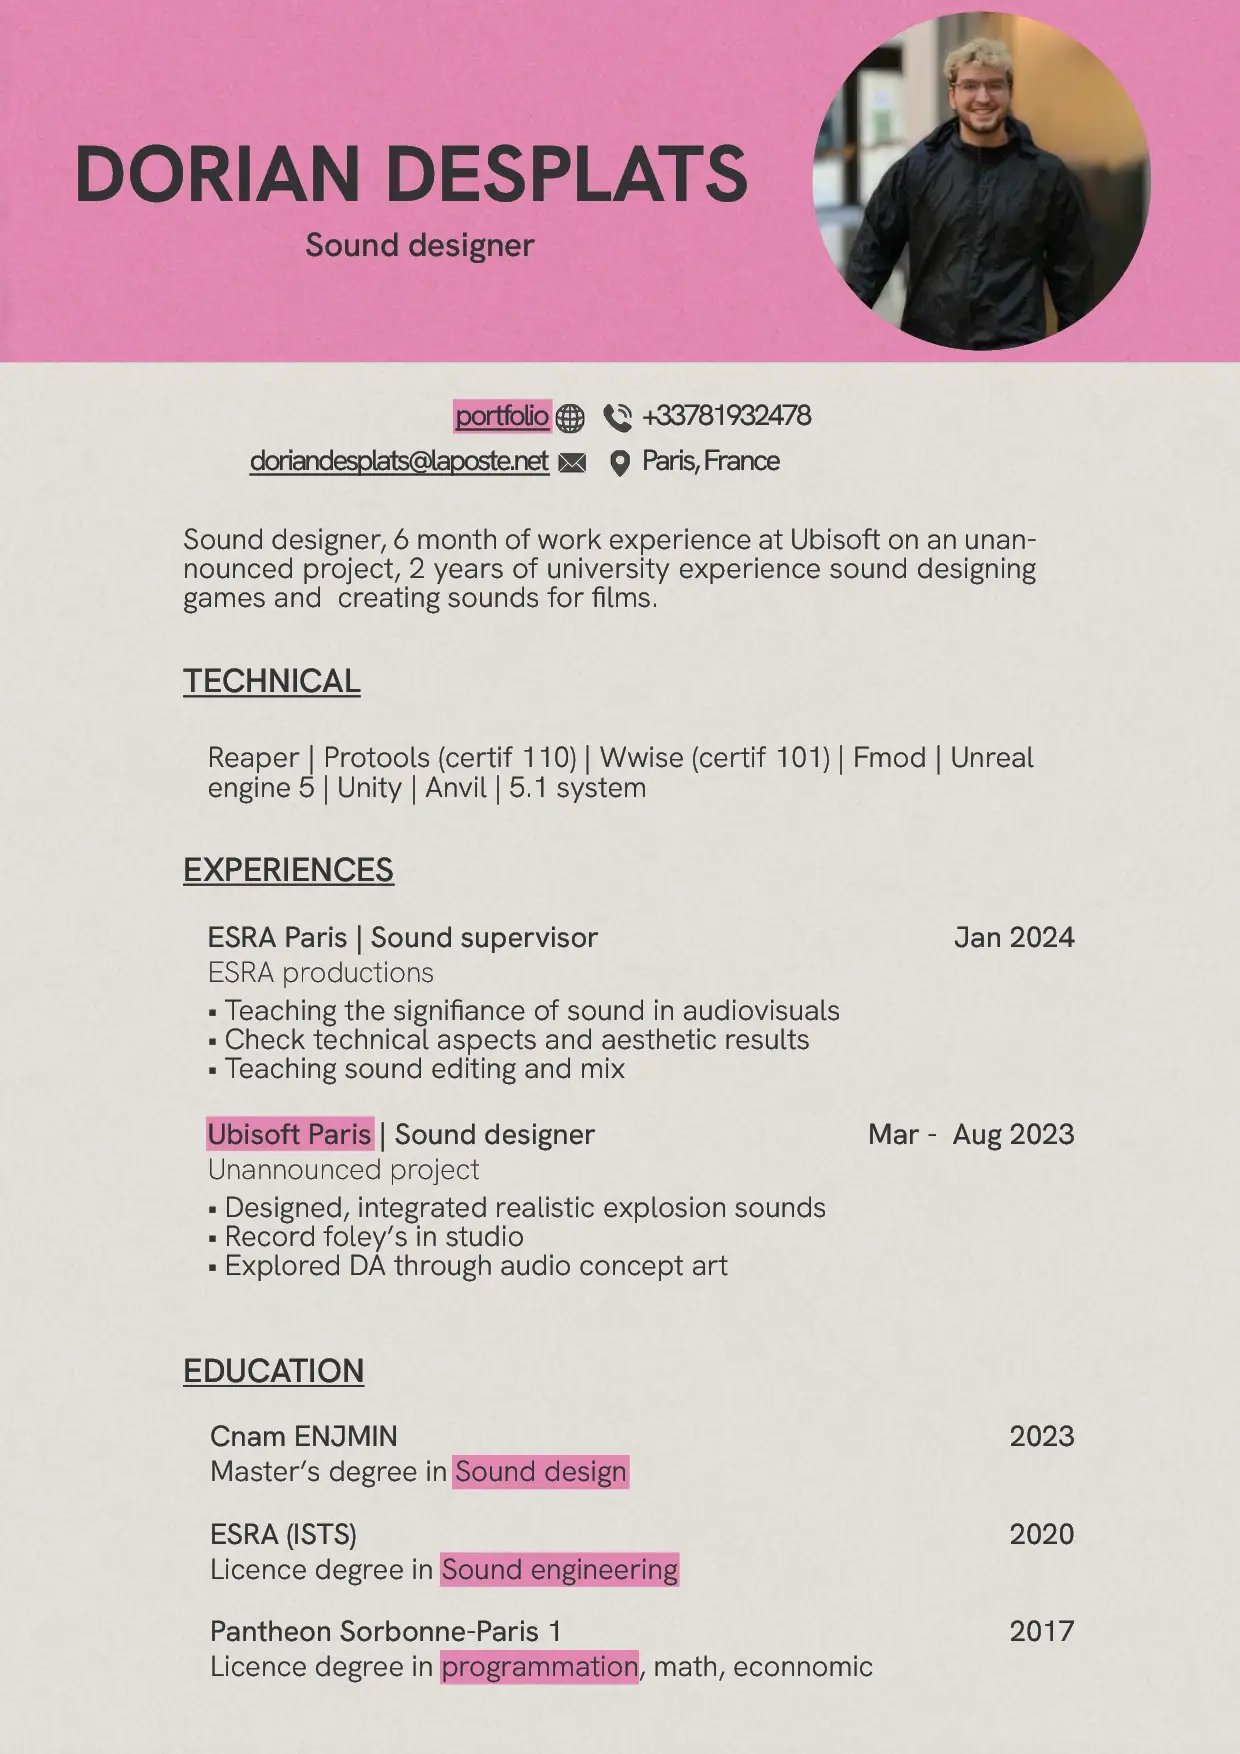 DORIAN DESPLATS
Sound designer
portfolio
+33781932478
doriandesplats@laposte.net
Paris, France
Sound designer, 6 month of work experience at Ubisoft on an unan-
nounced project, 2 years of university experience sound designing
games and  creating sounds for films.
TECHNICAL
Reaper | Protools (certif 110) | Wwise (certif 101) | Fmod | Unreal
engine 5 | Unity | Anvil | 5.1 system
EXPERIENCES
ESRA Paris | Sound supervisor Jan 2024
ESRA productions
▪ Teaching the signifiance of sound in audiovisuals
▪ Check technical aspects and aesthetic results
▪ Teaching sound editing and mix
Ubisoft Paris | Sound designer Mar -  Aug 2023
Unannounced project
▪ Designed, integrated realistic explosion sounds
▪ Record foley’s in studio
▪ Explored DA through audio concept art
EDUCATION
Cnam ENJMIN 2023
Master’s degree in Sound design
ESRA (ISTS) 2020
Licence degree in Sound engineering
Pantheon Sorbonne-Paris 1 2017
Licence degree in programmation, math, econnomic